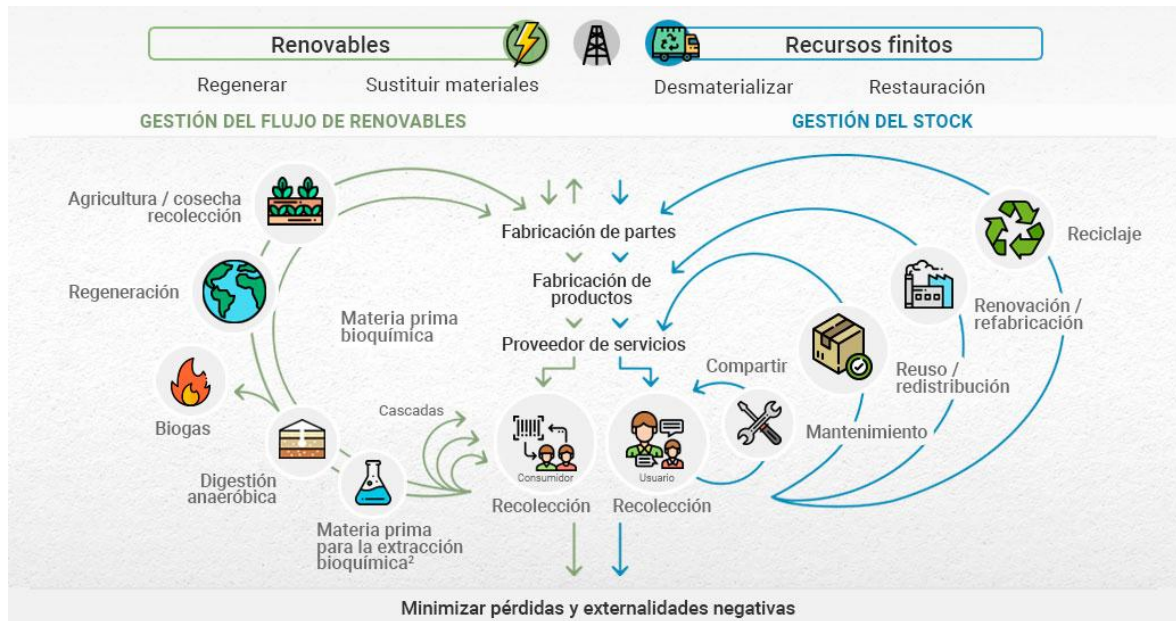 Renovables
Recursos finitos
Regenerar
Sustituir materiales
Desmaterializar
Restauración
GESTIÓN DEL FLUJO DE RENOVABLES
GESTIÓN DEL STOCK
Agricultura / cosecha
recolección
Regeneración
Biogas
Digestión
anaeróbica
Materia prima
bioquímica
Cascadas
Materia prima
para la extracción
bioquímica²
Fabricación de partes
Fabricación de
productos
Proveedor de servicios
Consumidor
Recolección
Usuario
Recolección
Compartir
Mantenimiento
Reuso /
redistribución
Renovación /
refabricación
Reciclaje
Minimizar pérdidas y externalidades negativas